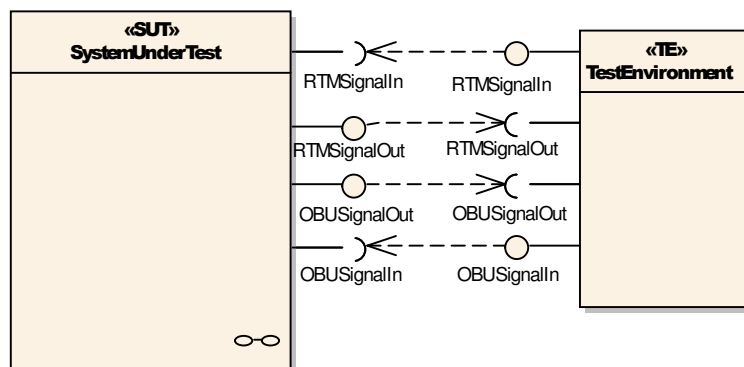 «SUT»
SystemUnderTest
«TE»
TestEnvironment
RTMSignalIn
RTMSignalIn
RTMSignalOut
RTMSignalOut
OBUSignalOut
OBUSignalOut
OBUSignalIn
OBUSignalIn